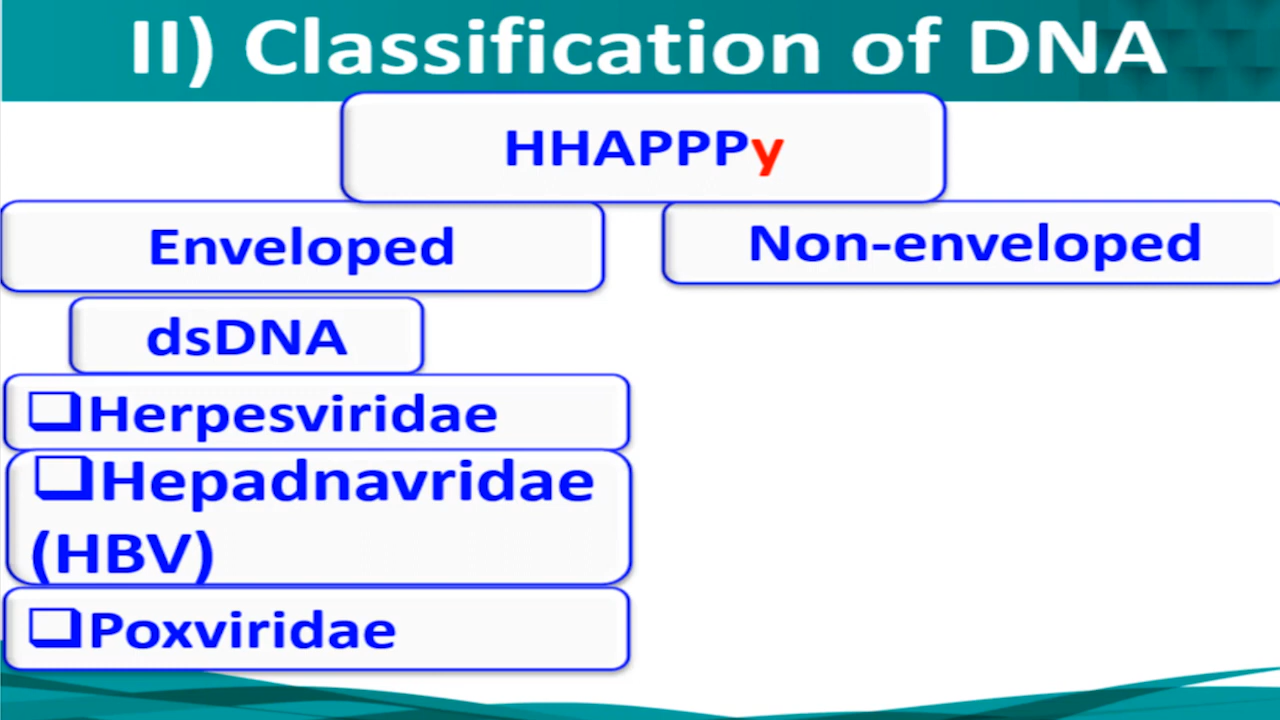 II) Classification of DNA
HHAPPPy
Enveloped
Non-enveloped
dsDNA
❑Herpesviridae
❑Hepadnavridae
(HBV)
❑Poxviridae